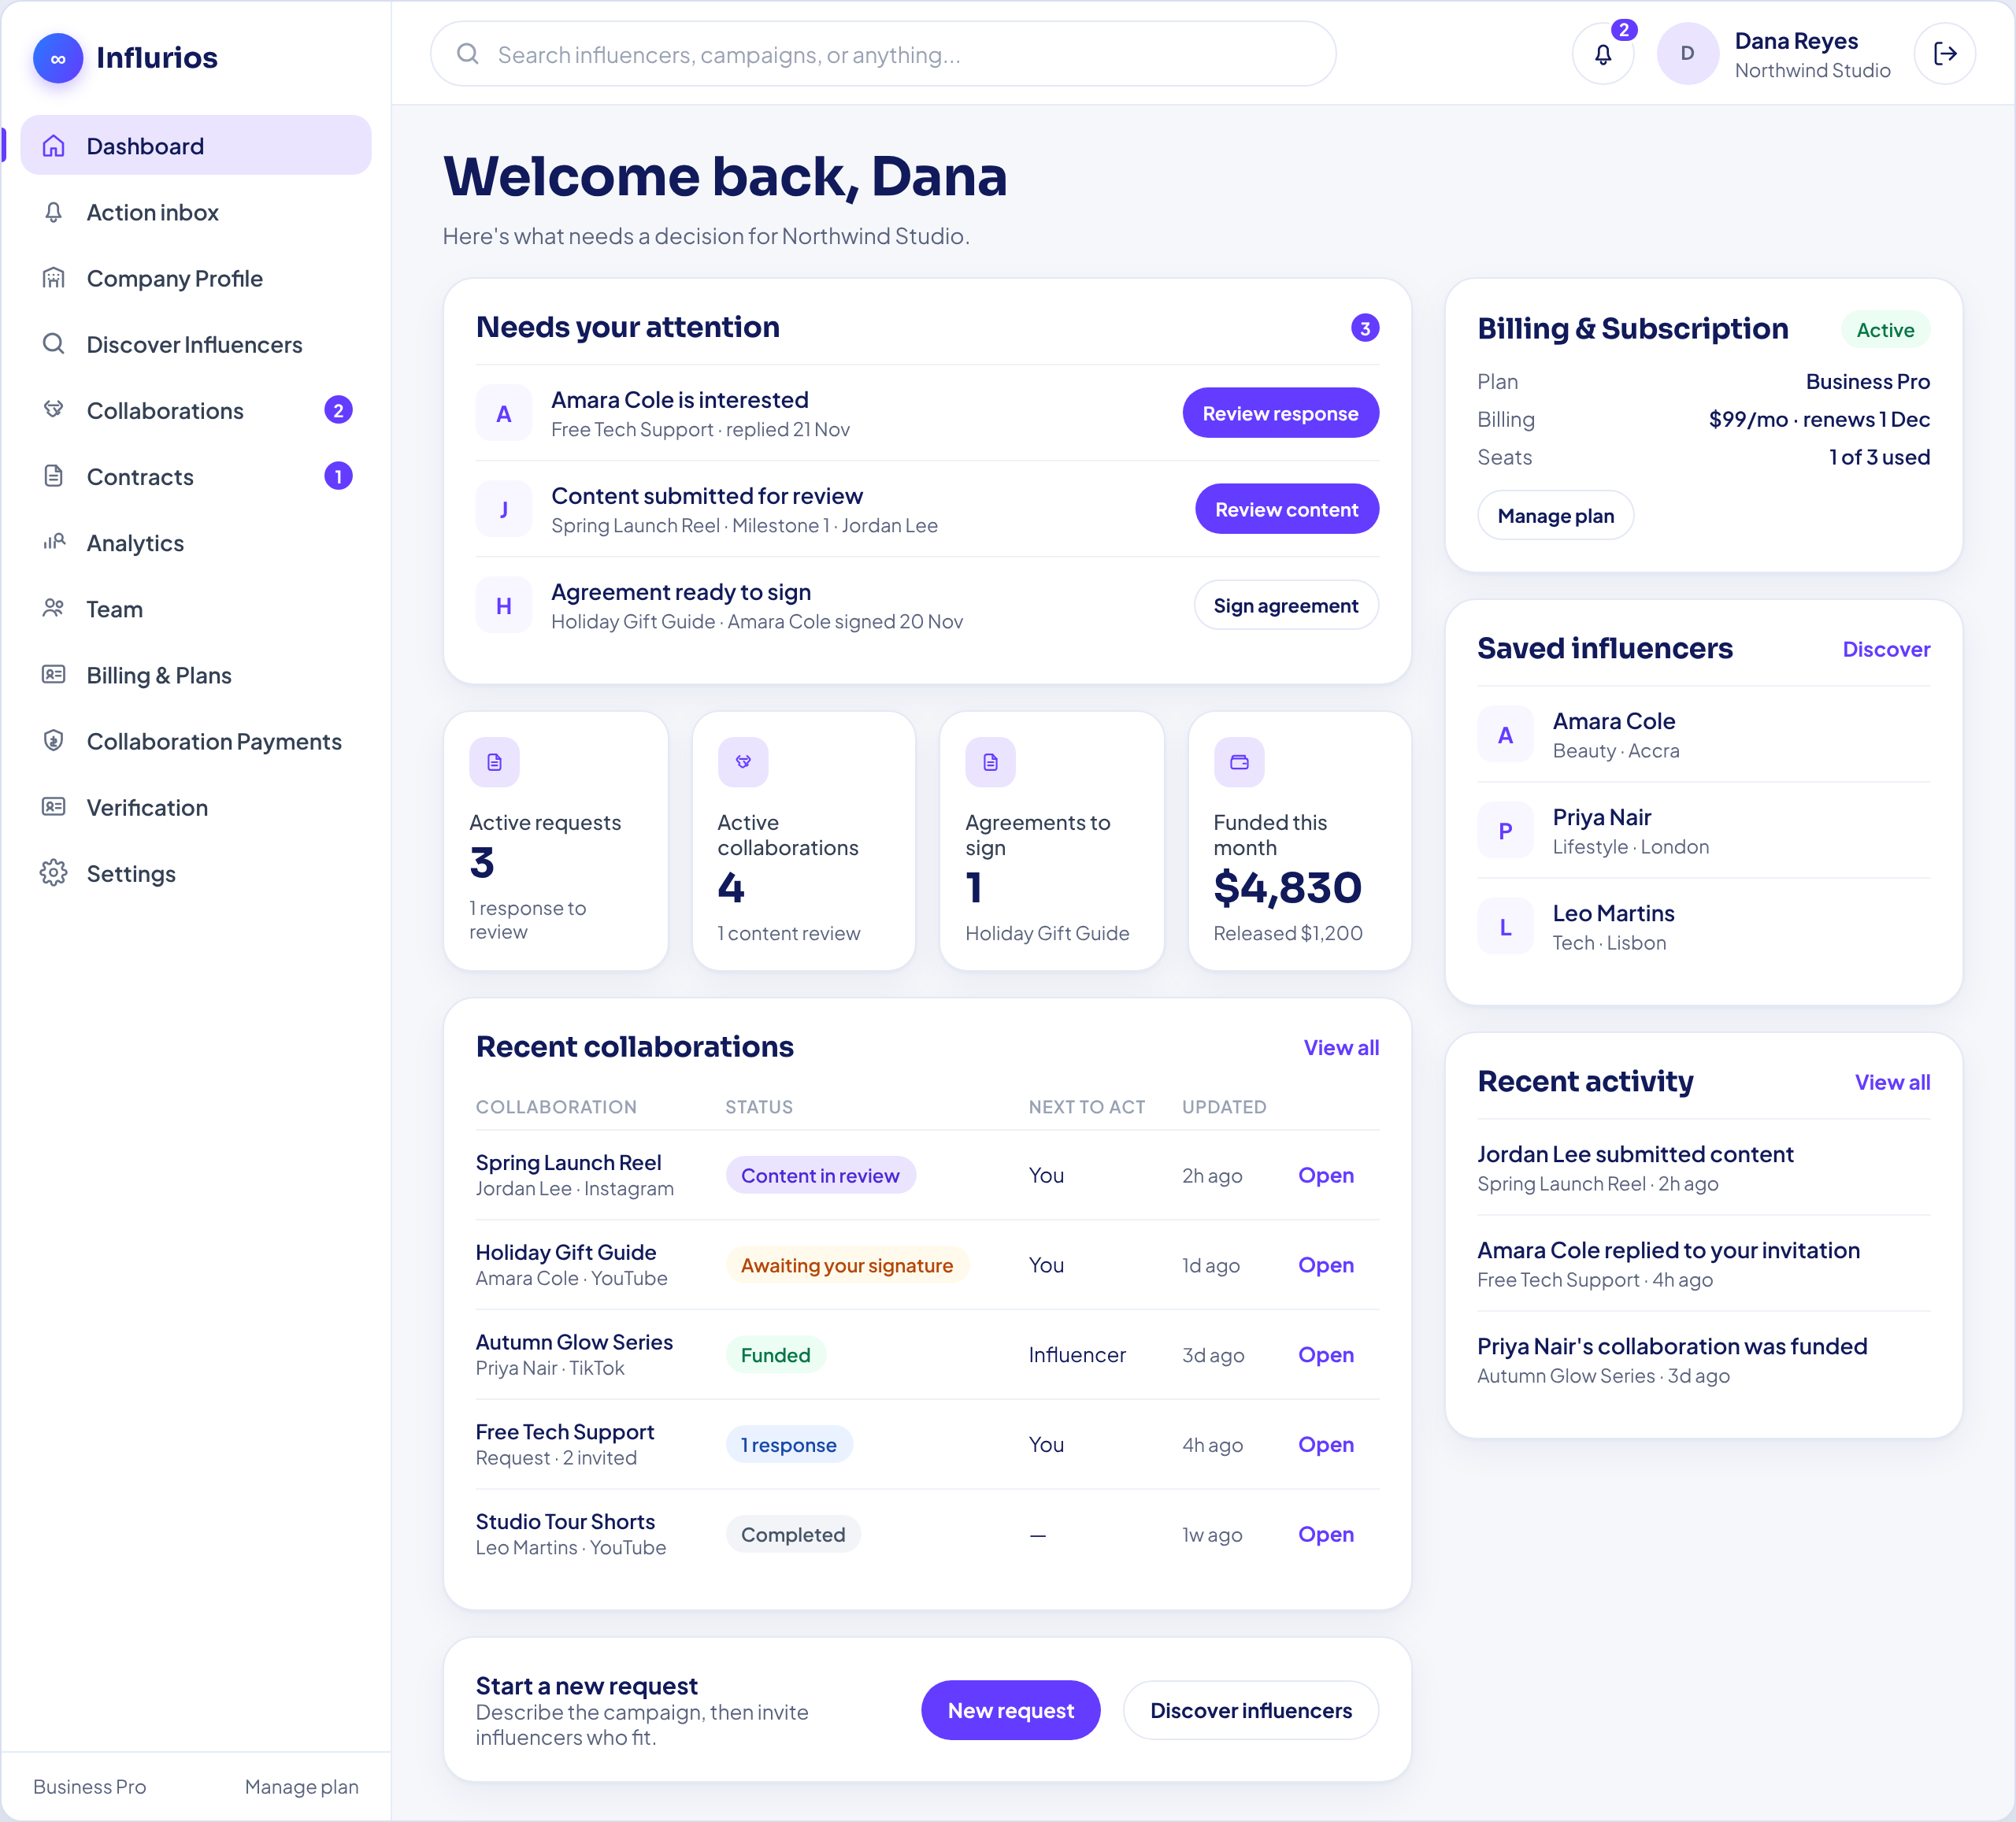 ∞ Influrios
Search influencers, campaigns, or anything...
2
D
Dana Reyes
Northwind Studio
Dashboard
Action inbox
Company Profile
Discover Influencers
Collaborations 2
Contracts 1
Analytics
Team
Billing & Plans
Collaboration Payments
Verification
Settings
Business Pro
Manage plan
Welcome back, Dana
Here's what needs a decision for Northwind Studio.
Needs your attention 3
A
Amara Cole is interested
Free Tech Support · replied 21 Nov
Review response
J
Content submitted for review
Spring Launch Reel · Milestone 1 · Jordan Lee
Review content
H
Agreement ready to sign
Holiday Gift Guide · Amara Cole signed 20 Nov
Sign agreement
Active requests
3
1 response to
review
Active
collaborations
4
1 content review
Agreements to
sign
1
Holiday Gift Guide
Funded this
month
$4,830
Released $1,200
Recent collaborations
View all
COLLABORATION STATUS NEXT TO ACT UPDATED
Spring Launch Reel
Jordan Lee · Instagram
Content in review
You
2h ago
Open
Holiday Gift Guide
Amara Cole · YouTube
Awaiting your signature
You
1d ago
Open
Autumn Glow Series
Priya Nair · TikTok
Funded
Influencer
3d ago
Open
Free Tech Support
Request · 2 invited
1 response
You
4h ago
Open
Studio Tour Shorts
Leo Martins · YouTube
Completed
—
1w ago
Open
Start a new request
Describe the campaign, then invite
influencers who fit.
New request
Discover influencers
Billing & Subscription
Active
Plan Business Pro
Billing $99/mo · renews 1 Dec
Seats 1 of 3 used
Manage plan
Saved influencers
Discover
A
Amara Cole
Beauty · Accra
P
Priya Nair
Lifestyle · London
L
Leo Martins
Tech · Lisbon
Recent activity
View all
Jordan Lee submitted content
Spring Launch Reel · 2h ago
Amara Cole replied to your invitation
Free Tech Support · 4h ago
Priya Nair's collaboration was funded
Autumn Glow Series · 3d ago